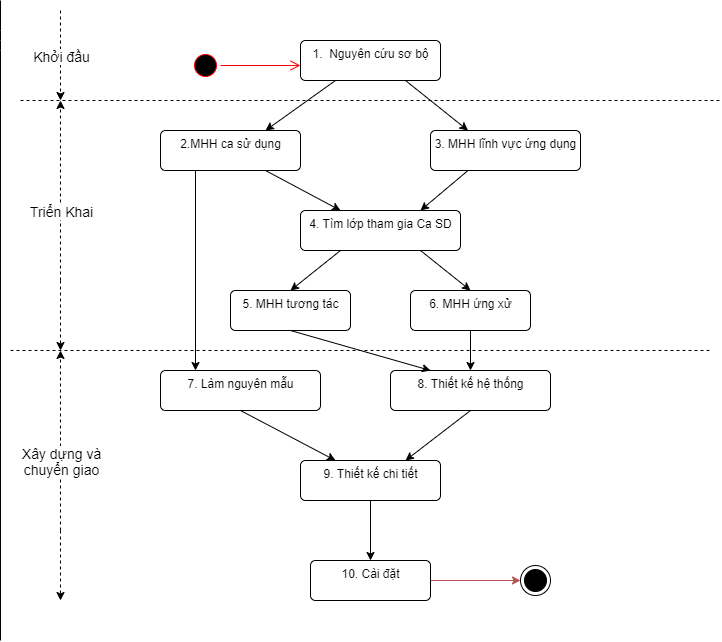 Khởi đầu
1. Nguyên cứu sơ bộ
2.MHH ca sử dụng
3. MHH lĩnh vực ứng dụng
Triển Khai
4. Tìm lớp tham gia Ca SD
5. MHH tương tác
6. MHH ứng xử
7. Làm nguyên mẫu
8. Thiết kế hệ thống
Xây dựng và
chuyển giao
9. Thiết kế chi tiết
10. Cài đặt